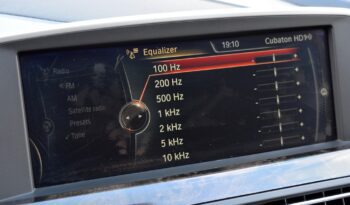 Equalizer
19:10
Cubaton HD
Radio
FM
AM
Satellite radio
Presets
Tone
100 Hz
200 Hz
500 Hz
1 kHz
2 kHz
5 kHz
10 kHz